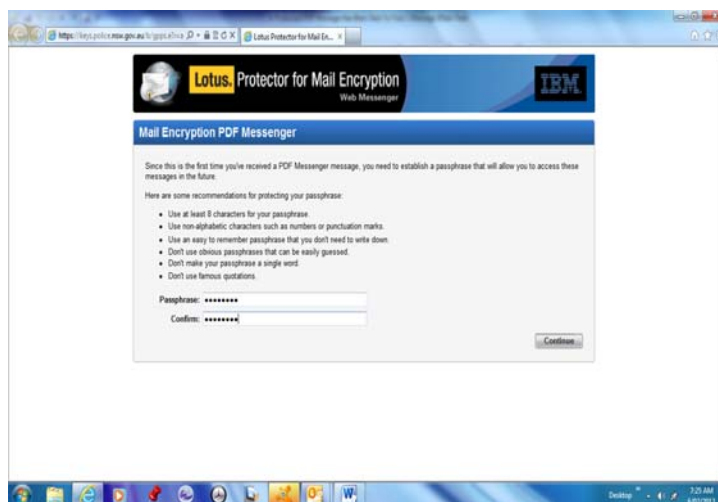 Lotus Protector for Mail En...
Lotus. Protector for Mail Encryption
Web Messenger
IBM
Mail Encryption PDF Messenger
Since this is the first time you've received a PDF Messenger message, you need to establish a passphrase that will allow you to access these
messages in the future.
Here are some recommendations for protecting your passphrase:
• Use at least 8 characters for your passphrase.
• Use non-alphabetic characters such as numbers or punctuation marks.
• Use an easy to remember passphrase that you don't need to write down.
• Don't use obvious passphrases that can be easily guessed.
• Don't make your passphrase a single word.
• Don't use famous quotations.
Passphrase: ••••••••
Confirm: ••••••••
Continue
Desktop
7:25 AM